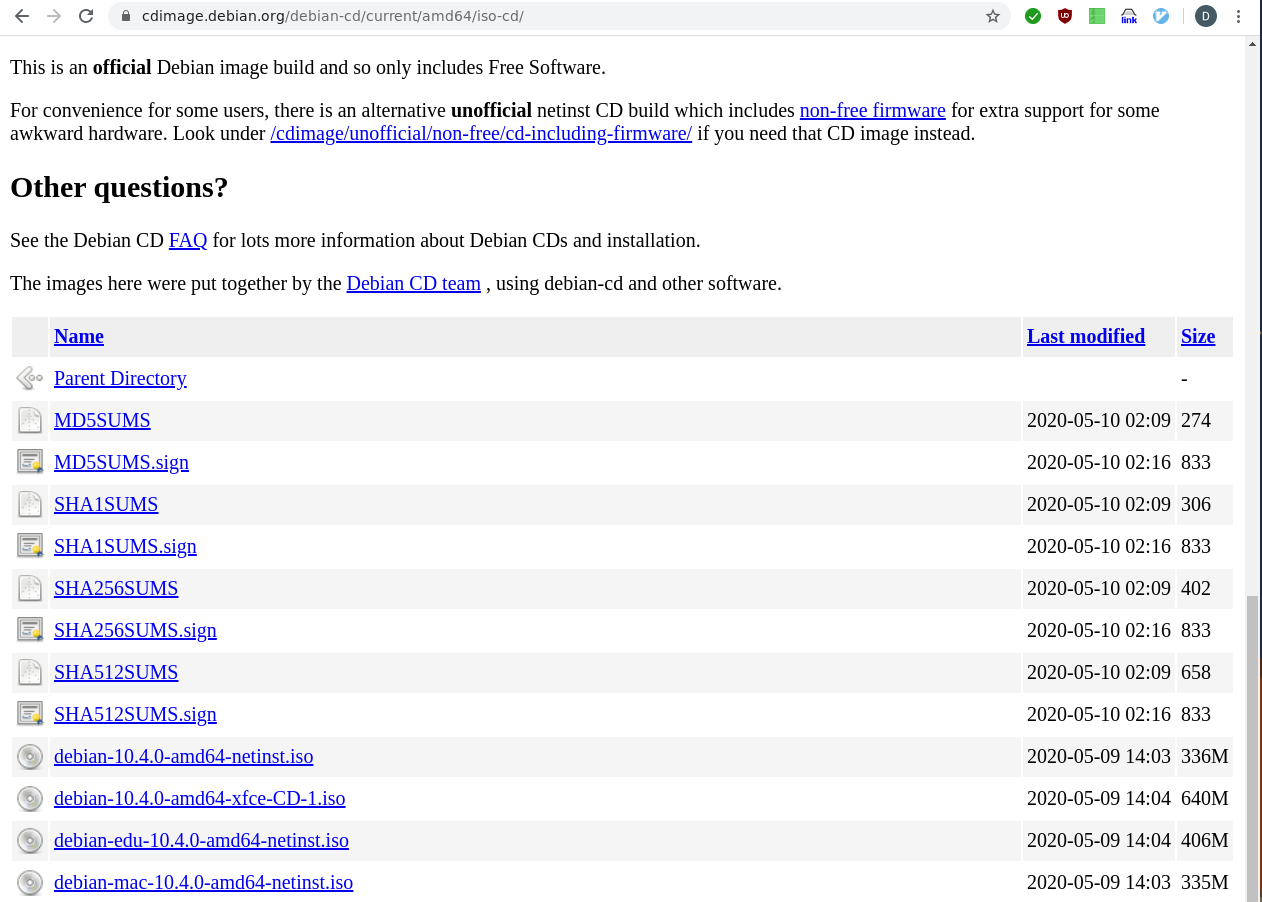 cdimage.debian.org/debian-cd/current/amd64/iso-cd/
UD
link
D
This is an official Debian image build and so only includes Free Software.
For convenience for some users, there is an alternative unofficial netinst CD build which includes non-free firmware for extra support for some
awkward hardware. Look under /cdimage/unofficial/non-free/cd-including-firmware/ if you need that CD image instead.
Other questions?
See the Debian CD FAQ for lots more information about Debian CDs and installation.
The images here were put together by the Debian CD team , using debian-cd and other software.
Name Last modified Size
Parent Directory -
MD5SUMS 2020-05-10 02:09 274
MD5SUMS.sign 2020-05-10 02:16 833
SHA1SUMS 2020-05-10 02:09 306
SHA1SUMS.sign 2020-05-10 02:16 833
SHA256SUMS 2020-05-10 02:09 402
SHA256SUMS.sign 2020-05-10 02:16 833
SHA512SUMS 2020-05-10 02:09 658
SHA512SUMS.sign 2020-05-10 02:16 833
debian-10.4.0-amd64-netinst.iso 2020-05-09 14:03 336M
debian-10.4.0-amd64-xfce-CD-1.iso 2020-05-09 14:04 640M
debian-edu-10.4.0-amd64-netinst.iso 2020-05-09 14:04 406M
debian-mac-10.4.0-amd64-netinst.iso 2020-05-09 14:03 335M